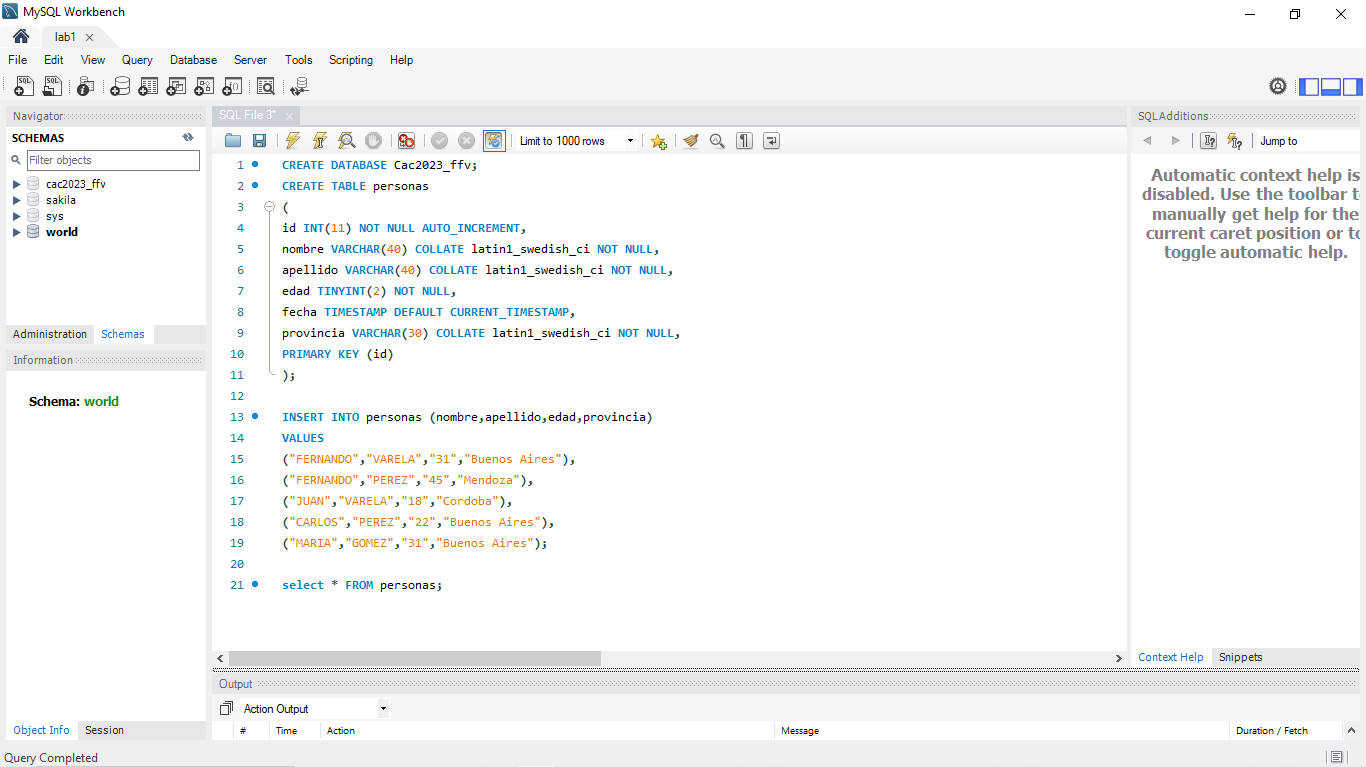 MySQL Workbench
lab1
File Edit View Query Database Server Tools Scripting Help
Navigator
SCHEMAS
Filter objects
cac2023_ffv
sakila
sys
world
Administration Schemas
Information
Schema: world
Object Info Session
SQL File 3*
Limit to 1000 rows
1 CREATE DATABASE Cac2023_ffv;
2 CREATE TABLE personas
3 (
4 id INT(11) NOT NULL AUTO_INCREMENT,
5 nombre VARCHAR(40) COLLATE latin1_swedish_ci NOT NULL,
6 apellido VARCHAR(40) COLLATE latin1_swedish_ci NOT NULL,
7 edad TINYINT(2) NOT NULL,
8 fecha TIMESTAMP DEFAULT CURRENT_TIMESTAMP,
9 provincia VARCHAR(30) COLLATE latin1_swedish_ci NOT NULL,
10 PRIMARY KEY (id)
11 );
12
13 INSERT INTO personas (nombre,apellido,edad,provincia)
14 VALUES
15 ("FERNANDO","VARELA","31","Buenos Aires"),
16 ("FERNANDO","PEREZ","45","Mendoza"),
17 ("JUAN","VARELA","18","Cordoba"),
18 ("CARLOS","PEREZ","22","Buenos Aires"),
19 ("MARIA","GOMEZ","31","Buenos Aires");
20
21 select * FROM personas;
SQLAdditions
Jump to
Automatic context help is
disabled. Use the toolbar t
manually get help for the
current caret position or to
toggle automatic help.
Context Help Snippets
Output
Action Output
# Time Action Message Duration / Fetch
Query Completed